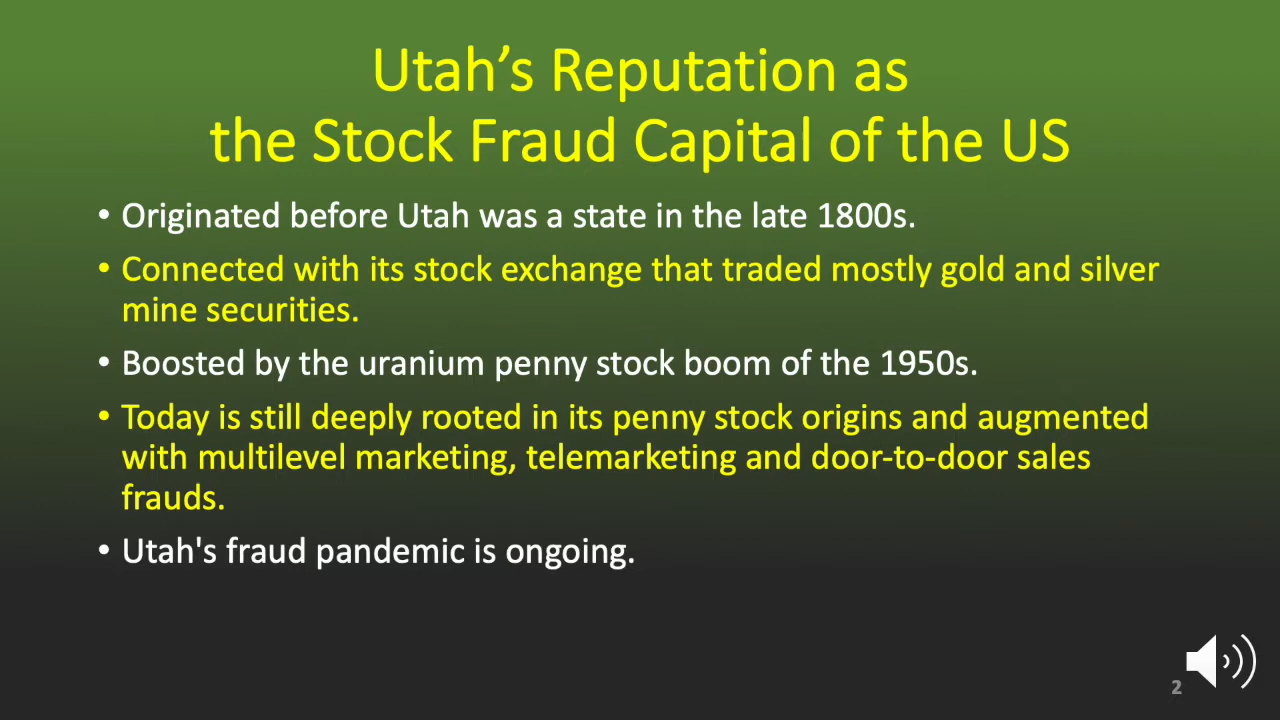 Utah’s Reputation as
the Stock Fraud Capital of the US
• Originated before Utah was a state in the late 1800s.
• Connected with its stock exchange that traded mostly gold and silver
mine securities.
• Boosted by the uranium penny stock boom of the 1950s.
• Today is still deeply rooted in its penny stock origins and augmented
with multilevel marketing, telemarketing and door-to-door sales
frauds.
• Utah's fraud pandemic is ongoing.
2